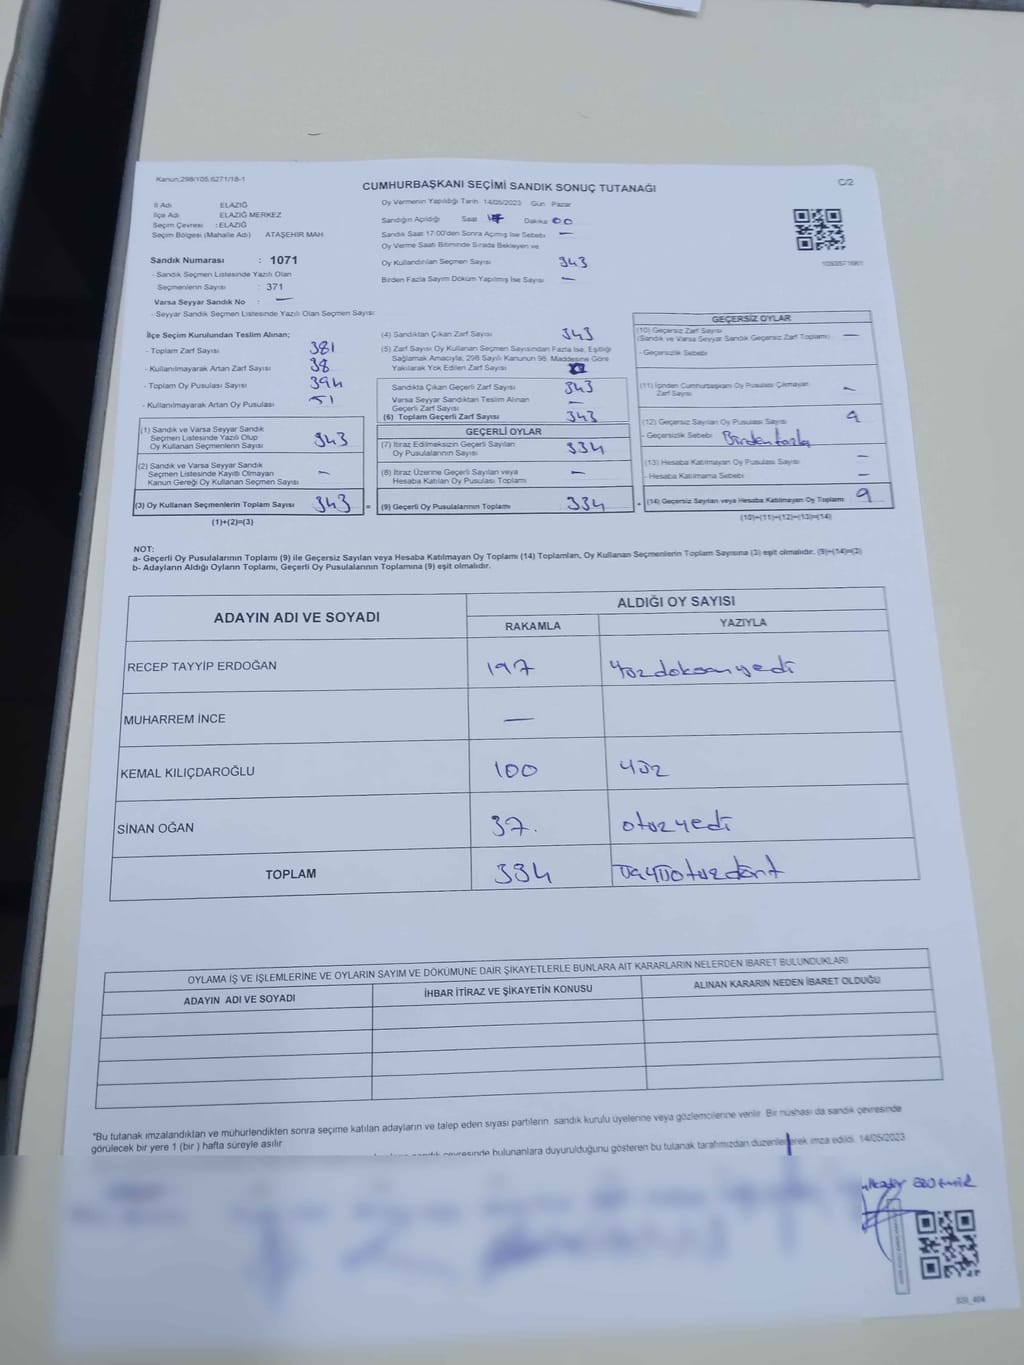 Kanun:298/105,6271/18-1
CUMHURBAŞKANI SEÇİMİ SANDIK SONUÇ TUTANAĞI
C/2
İl Adı ELAZIĞ
İlçe Adı ELAZIĞ MERKEZ
Seçim Çevresi : ELAZIĞ
Seçim Bölgesi (Mahalle Adı) ATAŞEHİR MAH
Sandık Numarası : 1071
- Sandık Seçmen Listesinde Yazılı Olan
Seçmenlerin Sayısı : 371
Varsa Seyyar Sandık No : —
- Seyyar Sandık Seçmen Listesinde Yazılı Olan Seçmen Sayısı
Oy Vermenin Yapıldığı Tarih 14/05/2023 Gün Pazar
Sandığın Açıldığı Saat 17 Dakika 00
Sandık Saat 17:00'den Sonra Açılmış İse Sebebi —
Oy Verme Saati Bitiminde Sırada Bekleyen ve
Oy Kullandırılan Seçmen Sayısı 343
Birden Fazla Sayım Döküm Yapılmış İse Sayısı —
İlçe Seçim Kurulundan Teslim Alınan;
- Toplam Zarf Sayısı 381
- Kullanılmayarak Artan Zarf Sayısı 38
- Toplam Oy Pusulası Sayısı 394
- Kullanılmayarak Artan Oy Pusulası 51
(1) Sandık ve Varsa Seyyar Sandık
Seçmen Listesinde Yazılı Olup
Oy Kullanan Seçmenlerin Sayısı 343
(2) Sandık ve Varsa Seyyar Sandık
Seçmen Listesinde Kayıtlı Olmayan
Kanun Gereği Oy Kullanan Seçmen Sayısı —
(3) Oy Kullanan Seçmenlerin Toplam Sayısı 343
(1)+(2)=(3)
(4) Sandıktan Çıkan Zarf Sayısı 343
(5) Zarf Sayısı Oy Kullanan Seçmen Sayısından Fazla İse, Eşitliği
Sağlamak Amacıyla, 298 Sayılı Kanunun 98. Maddesine Göre
Yakılarak Yok Edilen Zarf Sayısı
Sandıkta Çıkan Geçerli Zarf Sayısı 343
Varsa Seyyar Sandıktan Teslim Alınan
Geçerli Zarf Sayısı —
(6) Toplam Geçerli Zarf Sayısı 343
GEÇERLİ OYLAR
(7) İtiraz Edilmeksizin Geçerli Sayılan
Oy Pusulasının Sayısı 334
(8) İtiraz Üzerine Geçerli Sayılan veya
Hesaba Katılan Oy Pusulası Toplamı —
= (9) Geçerli Oy Pusulalarının Toplamı 334
GEÇERSİZ OYLAR
(10) Geçersiz Zarf Sayısı
(Sandık ve Varsa Seyyar Sandık Geçersiz Zarf Toplamı) —
- Geçersizlik Sebebi
(11) İçinden Cumhurbaşkanı Oy Pusulası Çıkmayan
Zarf Sayısı —
(12) Geçersiz Sayılan Oy Pusulası Sayısı 9
- Geçersizlik Sebebi Birden fazla
(13) Hesaba Katılmayan Oy Pusulası Sayısı —
- Hesaba Katılmama Sebebi —
+ (14) Geçersiz Sayılan veya Hesaba Katılmayan Oy Toplamı 9
(10)+(11)+(12)+(13)=(14)
NOT:
a- Geçerli Oy Pusulalarının Toplamı (9) ile Geçersiz Sayılan veya Hesaba Katılmayan Oy Toplamı (14) Toplamları, Oy Kullanan Seçmenlerin Toplam Sayısına (3) eşit olmalıdır. (9)+(14)=(3)
b- Adayların Aldığı Oyların Toplamı, Geçerli Oy Pusulalarının Toplamına (9) eşit olmalıdır.
ADAYIN ADI VE SOYADI
ALDIĞI OY SAYISI
RAKAMLA YAZIYLA
RECEP TAYYİP ERDOĞAN 197 yüzdoksanyedi
MUHARREM İNCE —
KEMAL KILIÇDAROĞLU 100 yüz
SİNAN OĞAN 37. otuzyedi
TOPLAM 334 üçyüzotuzdört
OYLAMA İŞ VE İŞLEMLERİNE VE OYLARIN SAYIM VE DÖKÜMÜNE DAİR ŞİKAYETLERLE BUNLARA AİT KARARLARIN NELERDEN İBARET BULUNDUKLARI
ADAYIN ADI VE SOYADI İHBAR İTİRAZ VE ŞİKAYETİN KONUSU ALINAN KARARIN NEDEN İBARET OLDUĞU
"Bu tutanak imzalandıktan ve mühürlendikten sonra seçime katılan adayların ve talep eden siyasi partilerin sandık kurulu üyelerine veya gözlemcilerine verilir. Bir nüshası da sandık çevresinde
görülecek bir yere 1 (bir ) hafta süreyle asılır
bulunanlara duyurulduğunu gösteren bu tutanak tarafımızdan düzenlenerek imza edildi. 14/05/2023